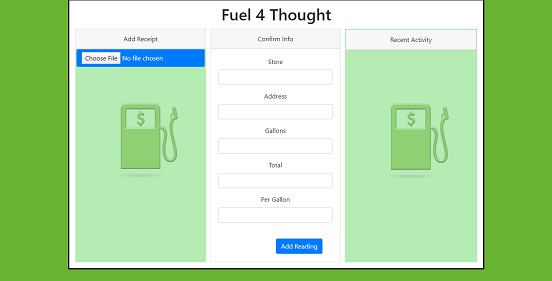 Fuel 4 Thought
Add Receipt
Choose File No file chosen
$
Confirm Info
Store
Address
Gallons
Total
Per Gallon
Add Reading
Recent Activity
$